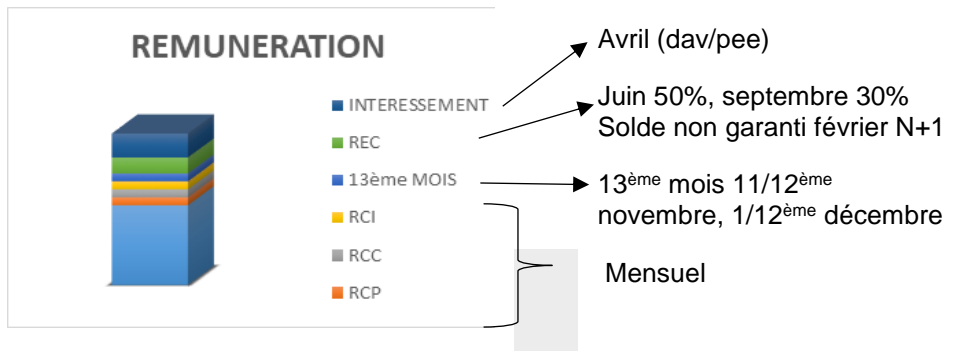 REMUNERATION
INTERESSEMENT
REC
13ème MOIS
RCI
RCC
RCP
Avril (dav/pee)
Juin 50%, septembre 30%
Solde non garanti février N+1
13ème mois 11/12ème
novembre, 1/12ème décembre
Mensuel